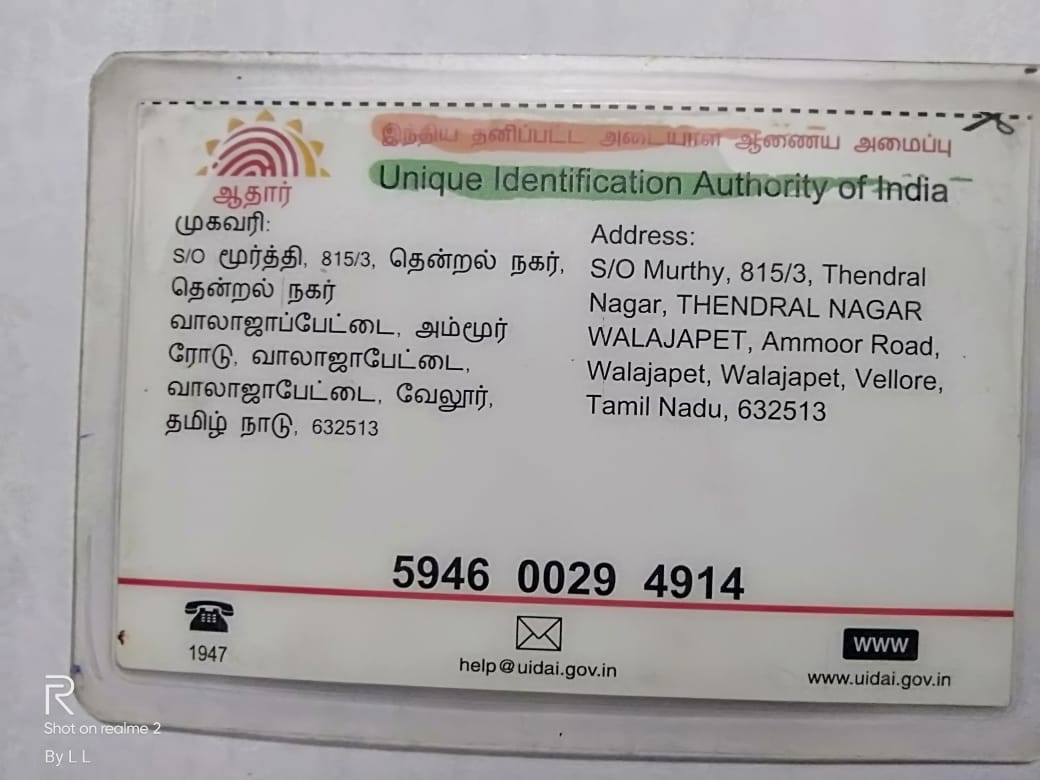 இந்திய தனிப்பட்ட அடையாள ஆணைய அமைப்பு
Unique Identification Authority of India
ஆதார்
முகவரி:
S/O மூர்த்தி, 815/3, தென்றல் நகர்,
தென்றல் நகர்
வாலாஜாப்பேட்டை, அம்மூர்
ரோடு, வாலாஜாபேட்டை,
வாலாஜாபேட்டை, வேலூர்,
தமிழ் நாடு, 632513
Address:
S/O Murthy, 815/3, Thendral
Nagar, THENDRAL NAGAR
WALAJAPET, Ammoor Road,
Walajapet, Walajapet, Vellore,
Tamil Nadu, 632513
5946 0029 4914
1947
help@uidai.gov.in
WWW
www.uidai.gov.in
R
Shot on realme 2
By L L